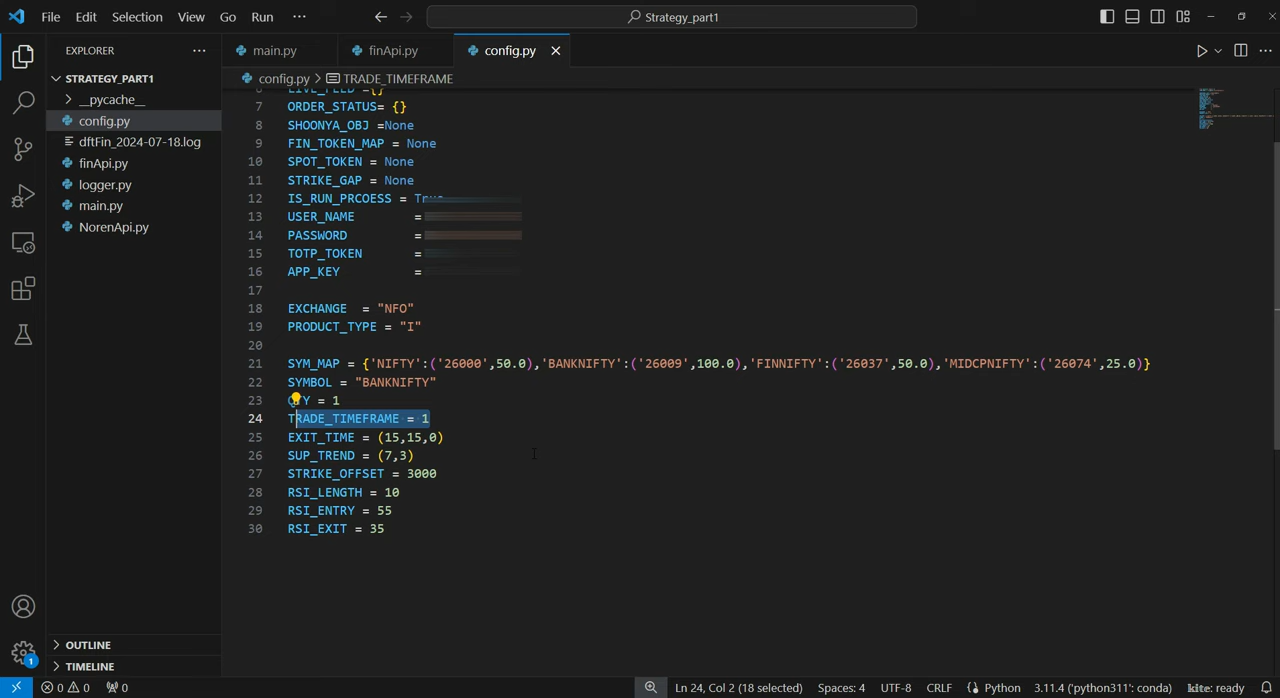 File Edit Selection View Go Run ··· Strategy_part1
EXPLORER ···
main.py finApi.py config.py
STRATEGY_PART1
config.py > TRADE_TIMEFRAME
__pycache__
config.py
dftFin_2024-07-18.log
finApi.py
logger.py
main.py
NorenApi.py
6 LIVE_FEED ={}
7 ORDER_STATUS= {}
8 SHOONYA_OBJ =None
9 FIN_TOKEN_MAP = None
10 SPOT_TOKEN = None
11 STRIKE_GAP = None
12 IS_RUN_PRCOESS = True
13 USER_NAME =
14 PASSWORD =
15 TOTP_TOKEN =
16 APP_KEY =
17
18 EXCHANGE = "NFO"
19 PRODUCT_TYPE = "I"
20
21 SYM_MAP = {'NIFTY':('26000',50.0),'BANKNIFTY':('26009',100.0),'FINNIFTY':('26037',50.0),'MIDCPNIFTY':('26074',25.0)}
22 SYMBOL = "BANKNIFTY"
23 QTY = 1
24 TRADE_TIMEFRAME = 1
25 EXIT_TIME = (15,15,0)
26 SUP_TREND = (7,3)
27 STRIKE_OFFSET = 3000
28 RSI_LENGTH = 10
29 RSI_ENTRY = 55
30 RSI_EXIT = 35
OUTLINE
TIMELINE
1
0 0 0 Ln 24, Col 2 (18 selected) Spaces: 4 UTF-8 CRLF Python 3.11.4 ('python311': conda) kite: ready